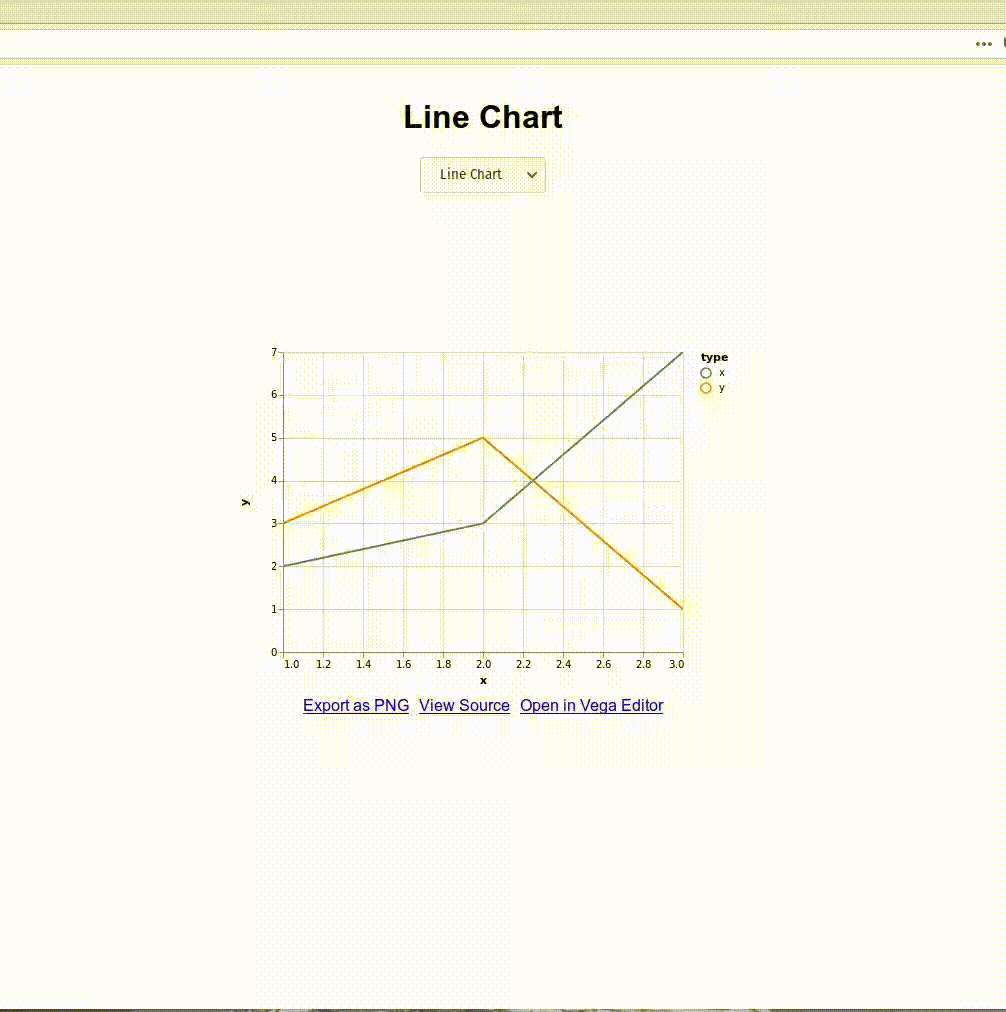 Line Chart
Line Chart
7
6
5
4
3
2
1
0
y
1.0 1.2 1.4 1.6 1.8 2.0 2.2 2.4 2.6 2.8 3.0
x
type
x
y
Export as PNG View Source Open in Vega Editor